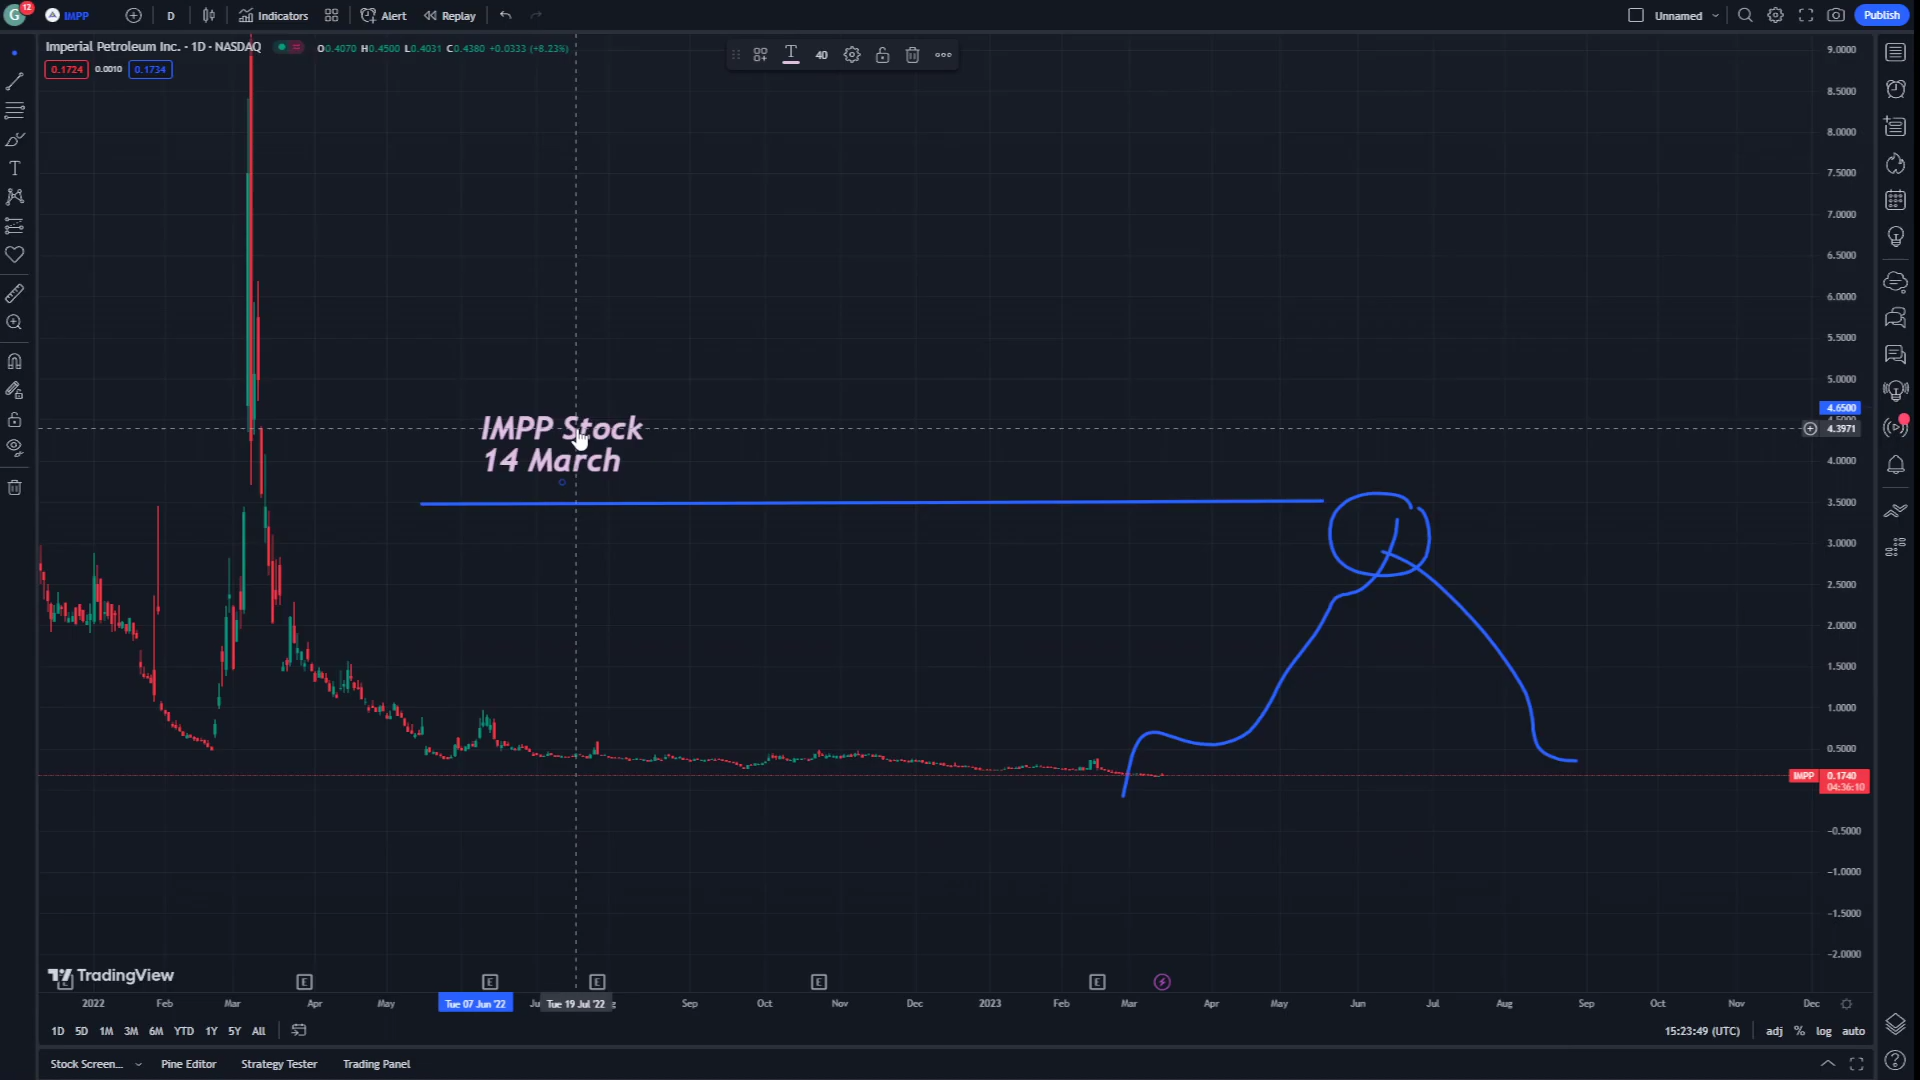 G 12 IMPP D Indicators Alert Replay Unnamed Publish
Imperial Petroleum Inc. · 1D · NASDAQ O0.4070 H0.4500 L0.4031 C0.4380 +0.0333 (+8.23%)
0.1724 0.0010 0.1734
T 40
9.0000
8.5000
8.0000
7.5000
7.0000
6.5000
6.0000
5.5000
5.0000
4.6500
4.3971
4.0000
3.5000
3.0000
2.5000
2.0000
1.5000
1.0000
0.5000
IMPP 0.1740
04:36:10
−0.5000
−1.0000
−1.5000
−2.0000
IMPP Stock
14 March
TradingView
E E E E E
2022 Feb Mar Apr May Tue 07 Jun '22 Tue 19 Jul '22 Sep Oct Nov Dec 2023 Feb Mar Apr May Jun Jul Aug Sep Oct Nov Dec
1D 5D 1M 3M 6M YTD 1Y 5Y All 15:23:49 (UTC) adj % log auto
Stock Screen... Pine Editor Strategy Tester Trading Panel